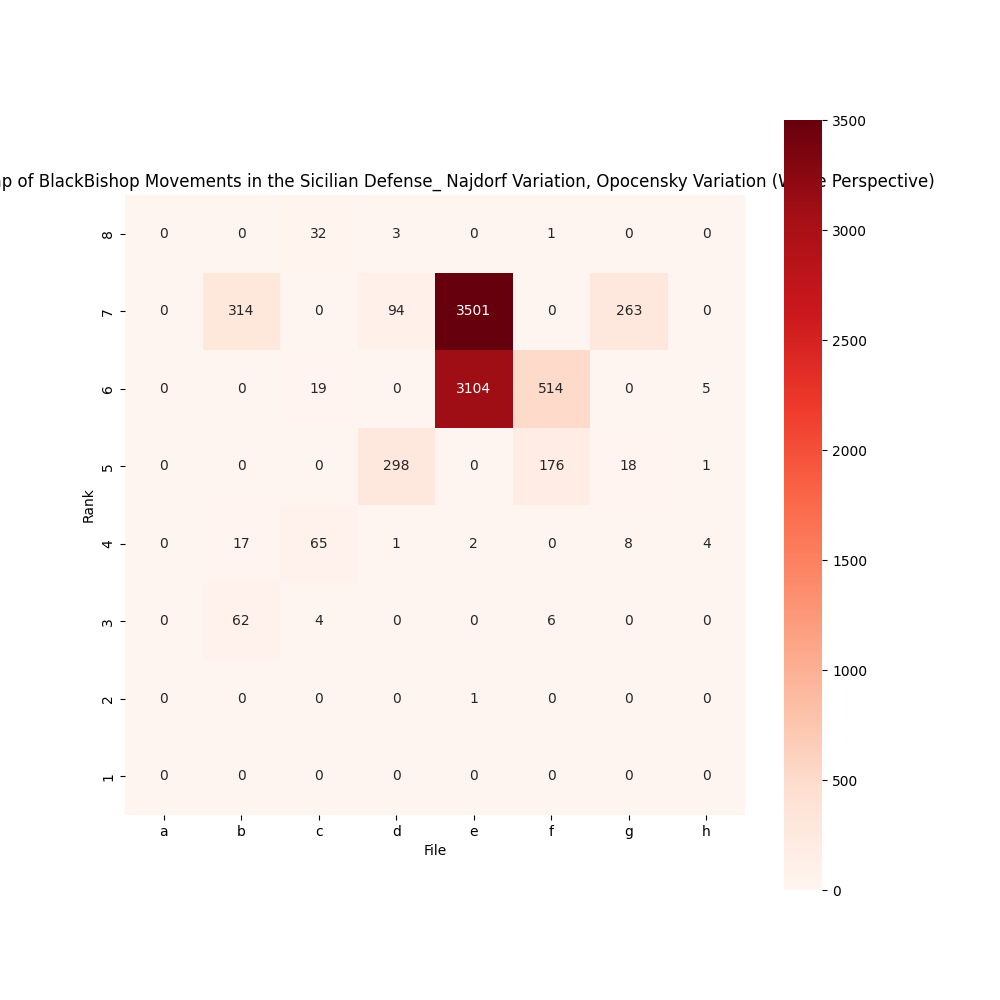 of BlackBishop Movements in the Sicilian Defense_ Najdorf Variation, Opocensky Variation Perspective)
8 0 0 32 3 0 1 0 0
7 0 314 0 94 3501 0 263 0
6 0 0 19 0 3104 514 0 5
5 0 0 0 298 0 176 18 1
Rank
4 0 17 65 1 2 0 8 4
3 0 62 4 0 0 6 0 0
2 0 0 0 0 1 0 0 0
1 0 0 0 0 0 0 0 0
a b c d e f g h
File
3500
3000
2500
2000
1500
1000
500
0